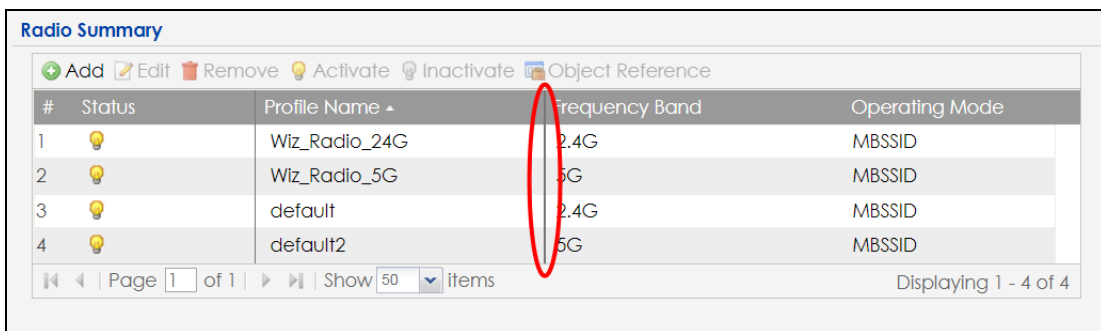 Radio Summary
Add Edit Remove Activate Inactivate Object Reference
# Status Profile Name Frequency Band Operating Mode
1 Wiz_Radio_24G 2.4G MBSSID
2 Wiz_Radio_5G 5G MBSSID
3 default 2.4G MBSSID
4 default2 5G MBSSID
Page 1 of 1 Show 50 items Displaying 1 - 4 of 4